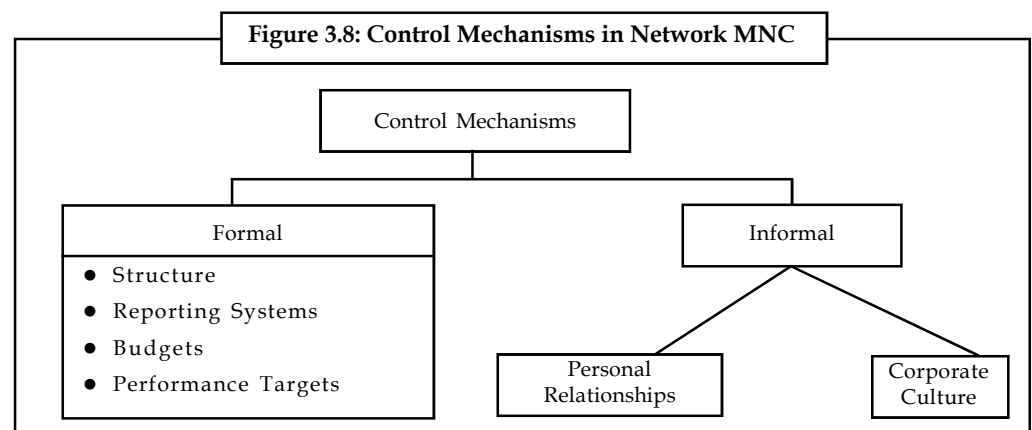 Figure 3.8: Control Mechanisms in Network MNC
Control Mechanisms
Formal
● Structure
● Reporting Systems
● Budgets
● Performance Targets
Informal
Personal
Relationships
Corporate
Culture